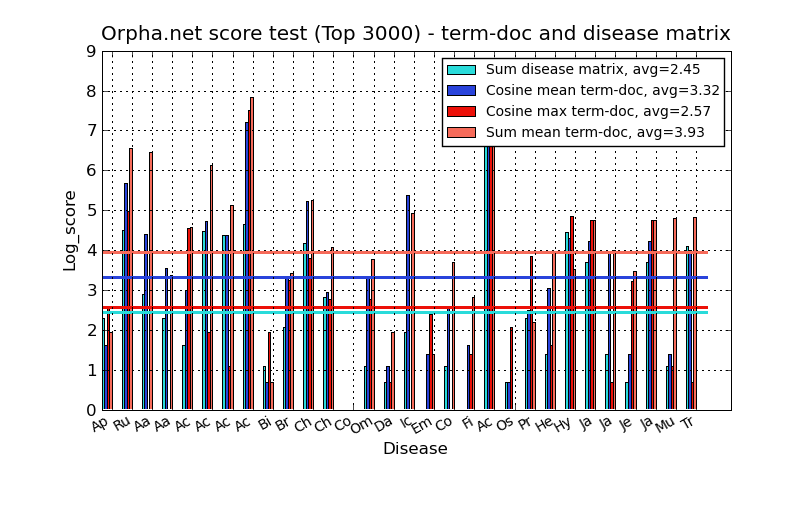 Orpha.net score test (Top 3000) - term-doc and disease matrix
9
8
7
6
5
4
3
2
1
0
Log_score
Sum disease matrix, avg=2.45
Cosine mean term-doc, avg=3.32
Cosine max term-doc, avg=2.57
Sum mean term-doc, avg=3.93
Ap Ru Aa Aa Ac Ac Ac Ac Bi Br Ch Ch Co Om Da Ic Em Co Fi Ac Os Pr He Hy Ja Ja Je Ja Mu Tr
Disease